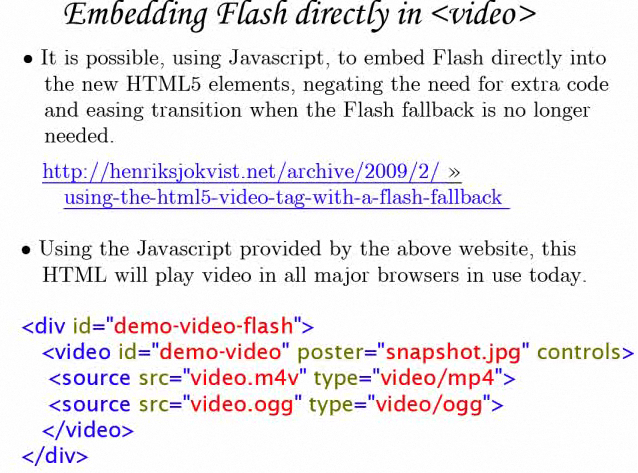 Embedding Flash directly in <video>
• It is possible, using Javascript, to embed Flash directly into
the new HTML5 elements, negating the need for extra code
and easing transition when the Flash fallback is no longer
needed.
http://henriksjokvist.net/archive/2009/2/ »
using-the-html5-video-tag-with-a-flash-fallback
• Using the Javascript provided by the above website, this
HTML will play video in all major browsers in use today.
<div id="demo-video-flash">
<video id="demo-video" poster="snapshot.jpg" controls>
<source src="video.m4v" type="video/mp4">
<source src="video.ogg" type="video/ogg">
</video>
</div>